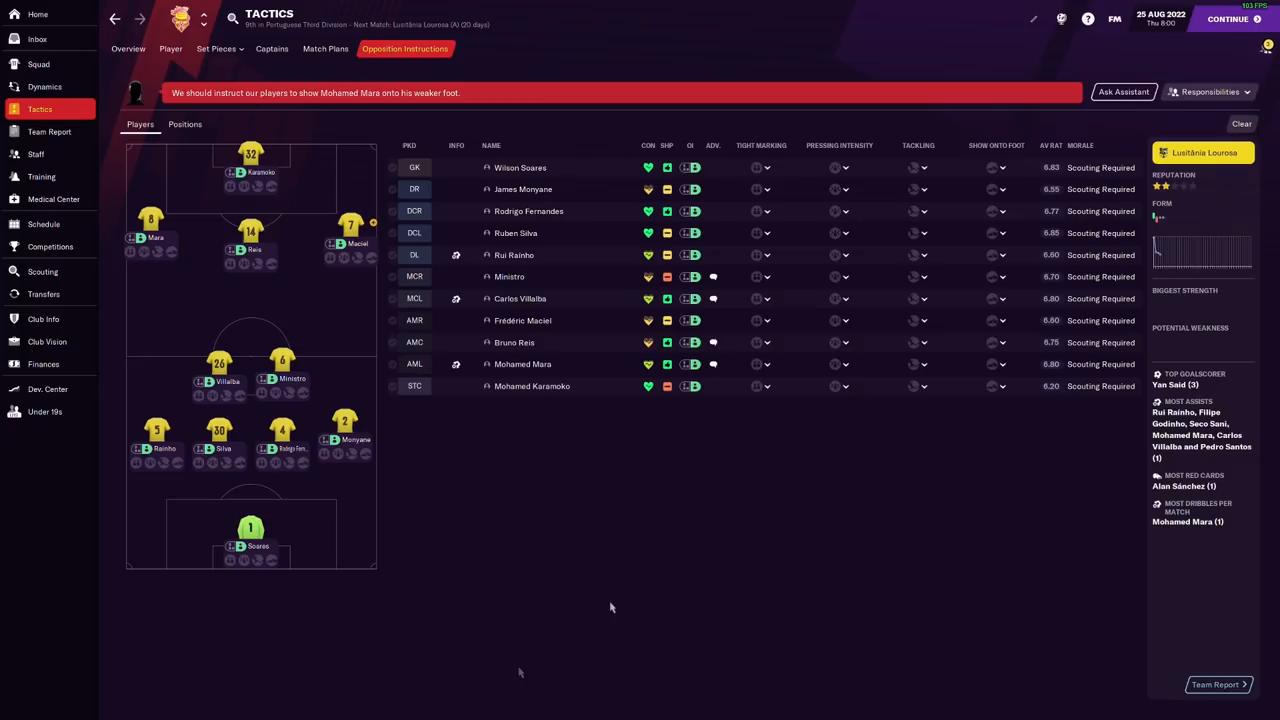 103 FPS
Home
TACTICS
9th in Portuguese Third Division - Next Match: Lusitânia Lourosa (A) (20 days)
FM
25 AUG 2022
Thu 8:00
CONTINUE
Inbox
Overview
Player
Set Pieces
Captains
Match Plans
Opposition Instructions
Squad
Dynamics
Tactics
Team Report
Staff
Training
Medical Center
Schedule
Competitions
Scouting
Transfers
Club Info
Club Vision
Finances
Dev. Center
Under 19s
We should instruct our players to show Mohamed Mara onto his weaker foot.
Ask Assistant
Responsibilities
Players
Positions
Clear
32
Karamoko
8
Mara
14
Reis
7
Maciel
26
Villalba
6
Ministro
5
Rainho
30
Silva
4
Rodrigo Fern...
2
Monyane
1
Soares
PKD INFO NAME CON SHP OI ADV. TIGHT MARKING PRESSING INTENSITY TACKLING SHOW ONTO FOOT AV RAT MORALE
GK Wilson Soares 6.83 Scouting Required
DR James Monyane 6.55 Scouting Required
DCR Rodrigo Fernandes 6.77 Scouting Required
DCL Ruben Silva 6.85 Scouting Required
DL Rui Raínho 6.60 Scouting Required
MCR Ministro 6.70 Scouting Required
MCL Carlos Villalba 6.80 Scouting Required
AMR Frédéric Maciel 6.60 Scouting Required
AMC Bruno Reis 6.75 Scouting Required
AML Mohamed Mara 6.80 Scouting Required
STC Mohamed Karamoko 6.20 Scouting Required
Lusitânia Lourosa
REPUTATION
FORM
BIGGEST STRENGTH
POTENTIAL WEAKNESS
TOP GOALSCORER
Yan Said (3)
MOST ASSISTS
Rui Raínho, Filipe
Godinho, Seco Sani,
Mohamed Mara, Carlos
Villalba and Pedro Santos
(1)
MOST RED CARDS
Alan Sánchez (1)
MOST DRIBBLES PER
MATCH
Mohamed Mara (1)
Team Report